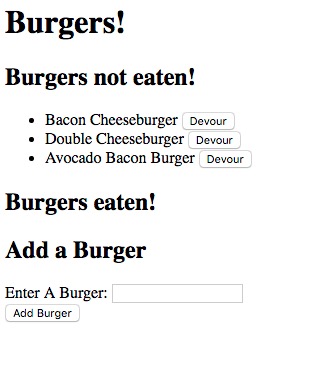 Burgers!
Burgers not eaten!
Bacon Cheeseburger Devour
Double Cheeseburger Devour
Avocado Bacon Burger Devour
Burgers eaten!
Add a Burger
Enter A Burger:
Add Burger